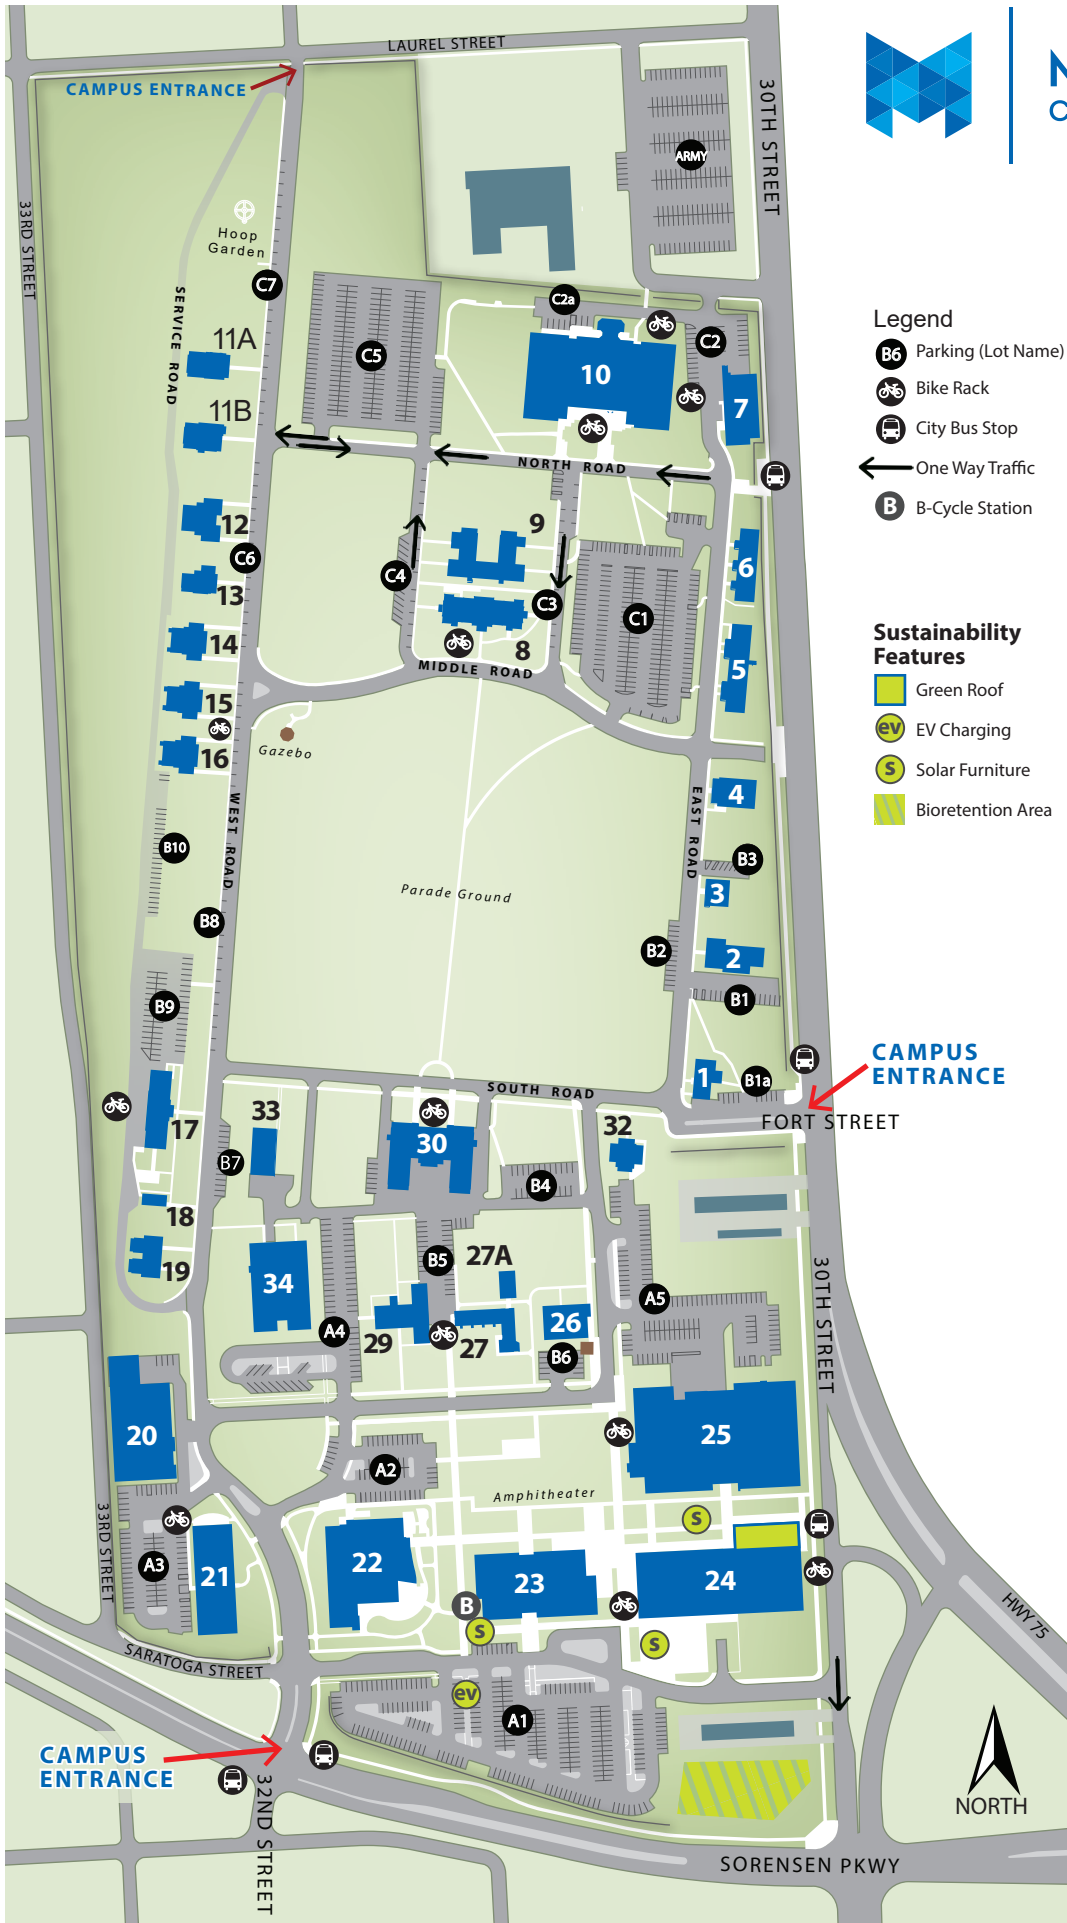 LAUREL STREET
CAMPUS ENTRANCE
30TH STREET
ARMY
33RD STREET
Hoop
Garden
C7
C2a
C2
C5
SERVICE ROAD
11A
10
7
11B
NORTH ROAD
Legend
B6 Parking (Lot Name)
Bike Rack
City Bus Stop
One Way Traffic
B B-Cycle Station
12
9
C6
C4
6
13
C3
C1
14
8
MIDDLE ROAD
5
15
16
Gazebo
Sustainability
Features
Green Roof
ev EV Charging
S Solar Furniture
Bioretention Area
WEST ROAD
EAST ROAD
4
B10
B3
Parade Ground
3
B8
B2
2
B9
B1
CAMPUS
ENTRANCE
1
B1a
SOUTH ROAD
FORT STREET
17
33
30
32
B7
B4
18
19
34
B5
27A
A5
30TH STREET
A4
29
27
26
B6
20
25
A2
Amphitheater
S
33RD STREET
A3
21
22
23
24
B
S
S
HWY 75
SARATOGA STREET
ev
A1
CAMPUS
ENTRANCE
32ND STREET
NORTH
SORENSEN PKWY